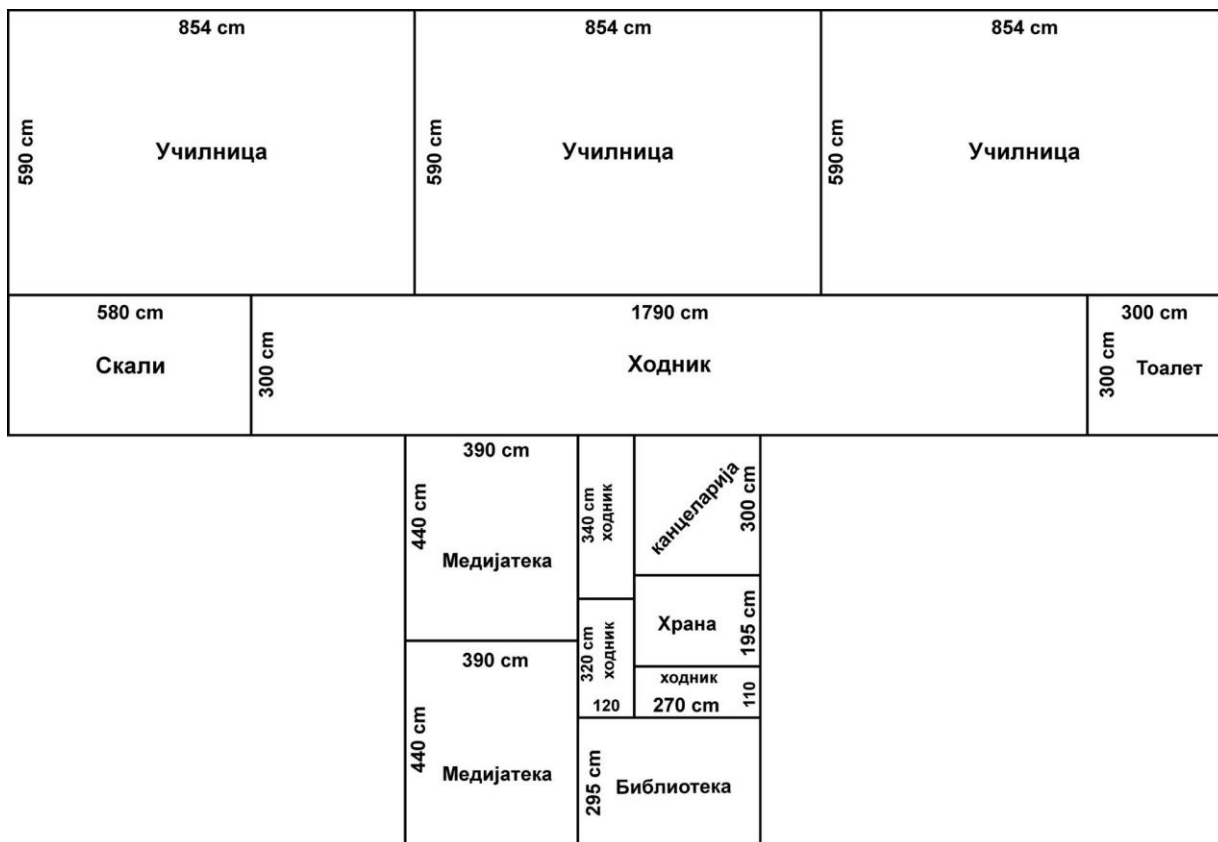 854 cm
854 cm
854 cm
590 cm
Училница
590 cm
Училница
590 cm
Училница
580 cm
1790 cm
300 cm
Скали
300 cm
Ходник
300 cm
Тоалет
390 cm
440 cm
Медијатека
340 cm
ходник
канцеларија
300 cm
320 cm
ходник
120
Храна
195 cm
ходник
270 cm
110
390 cm
440 cm
Медијатека
295 cm
Библиотека